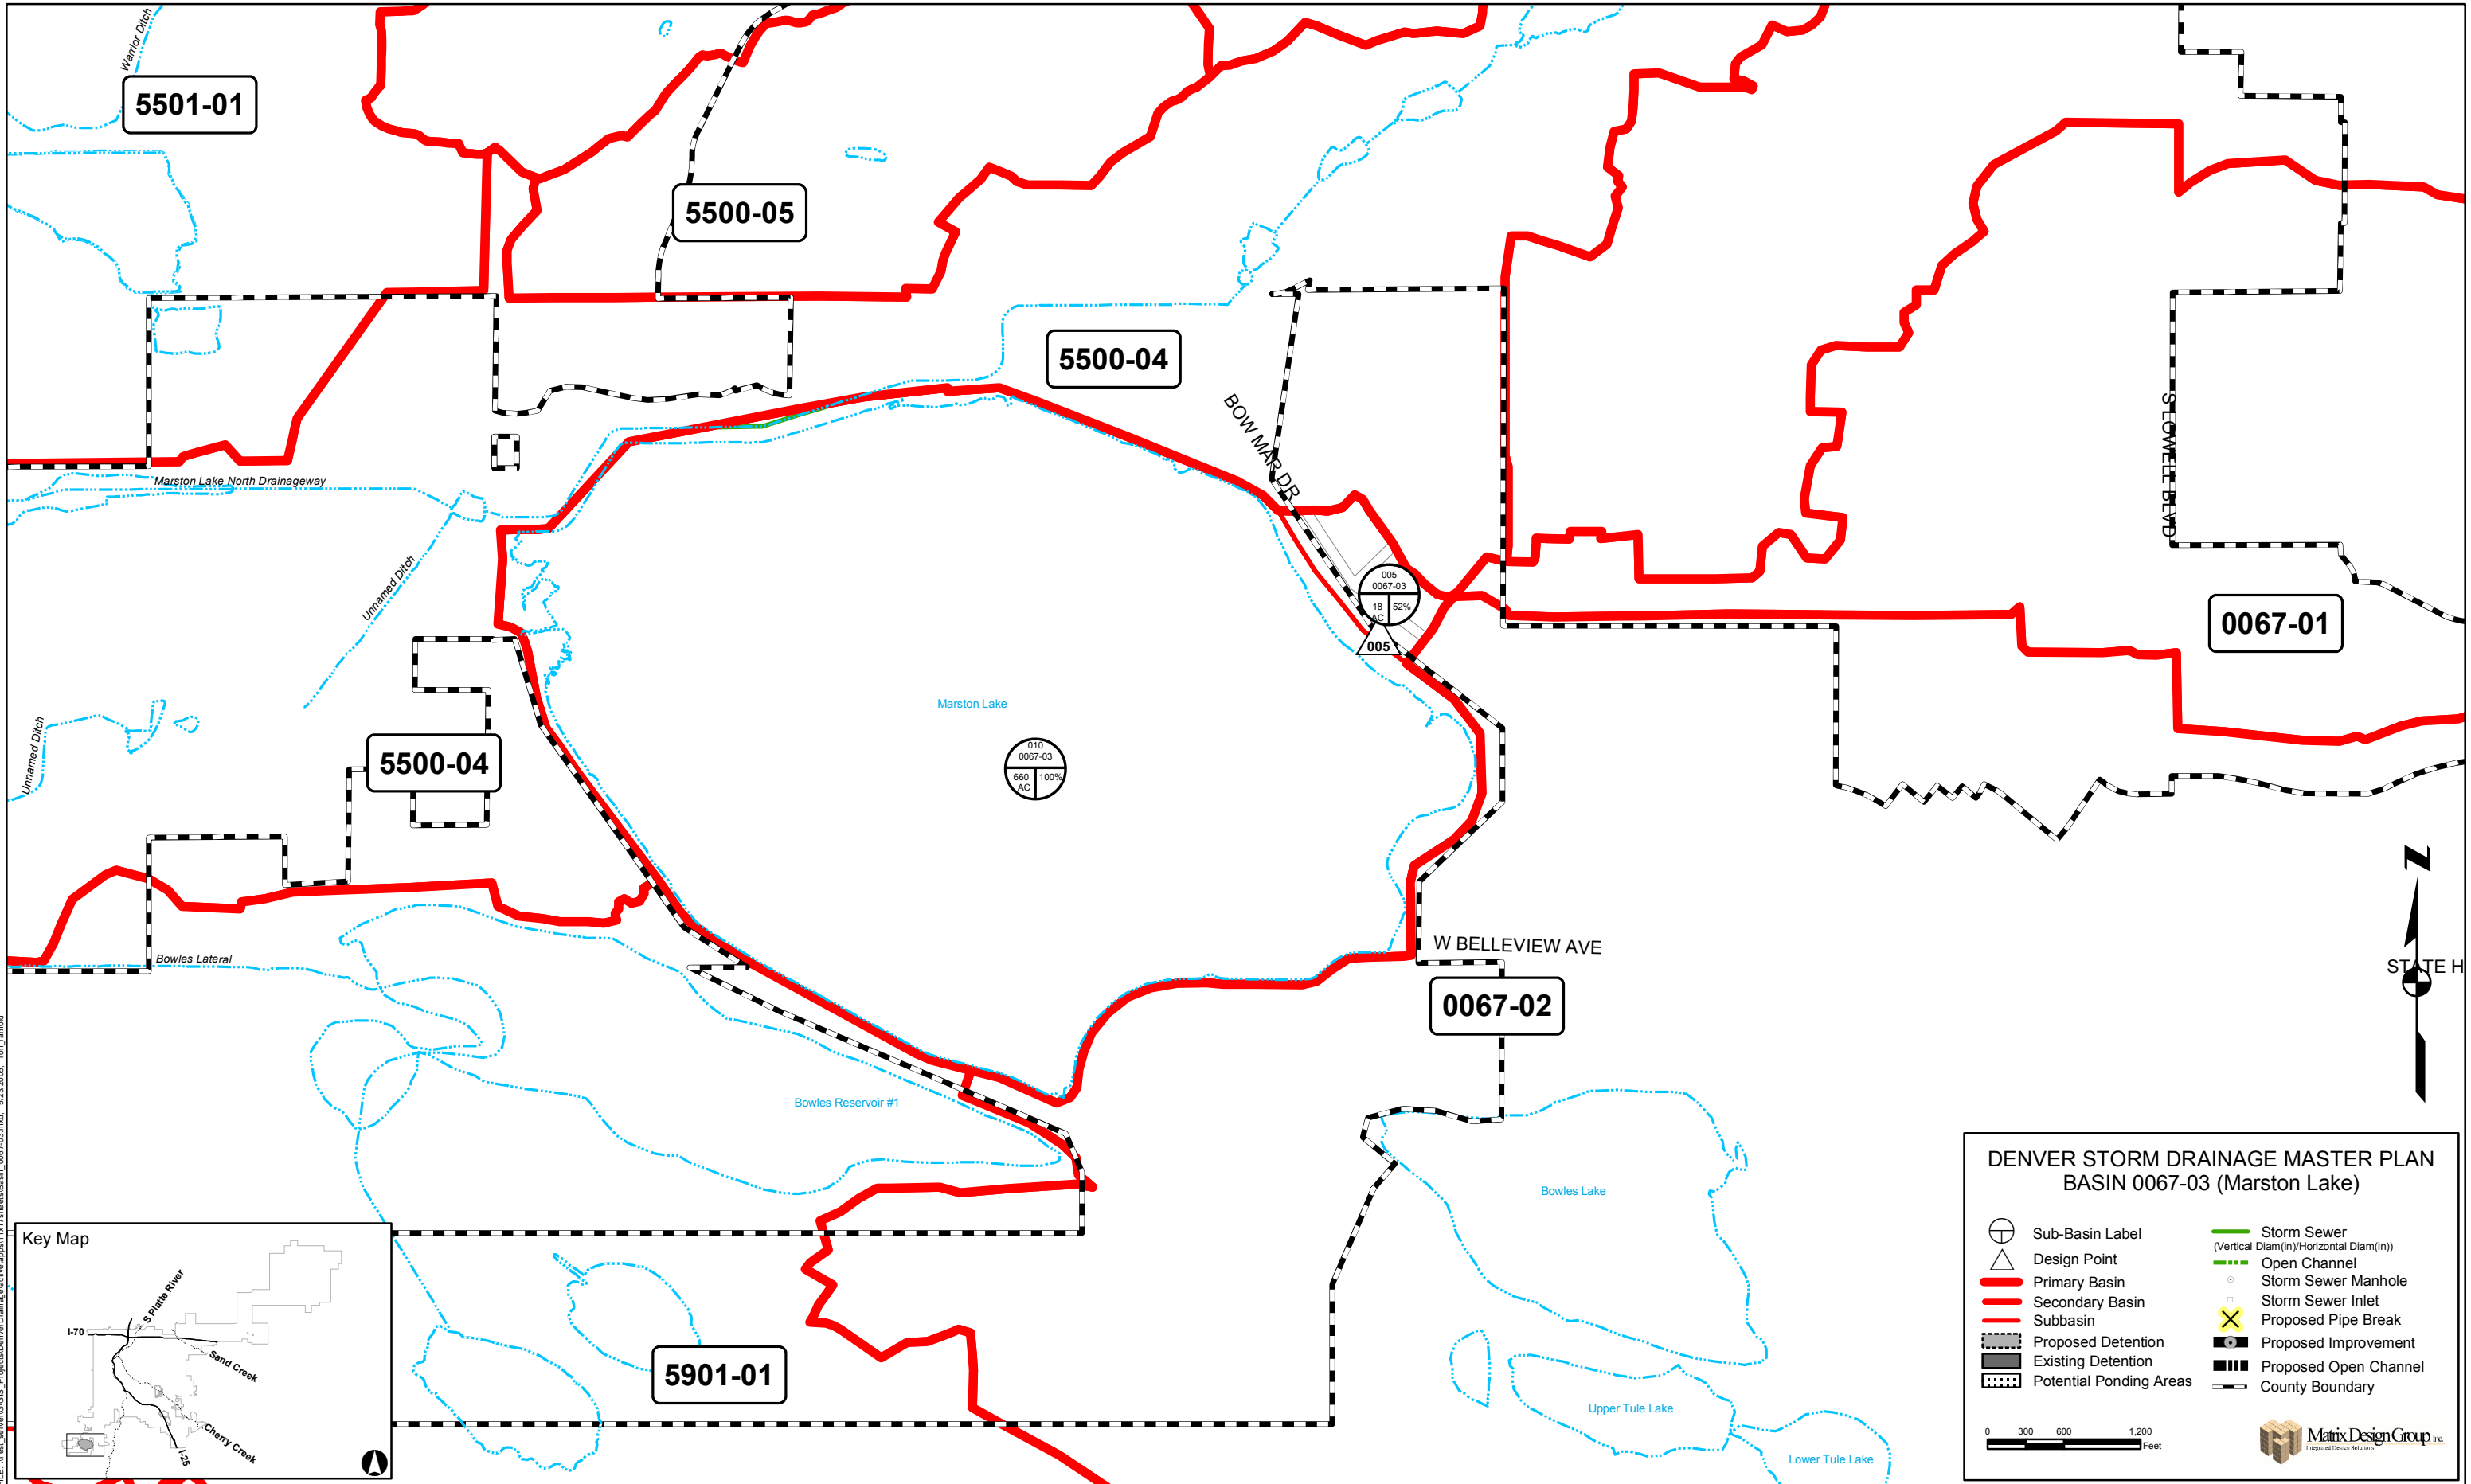 Warrior Ditch
5501-01
5500-05
5500-04
BOW MAR DR
S LOWELL BLVD
Marston Lake North Drainageway
Unnamed Ditch
005
0067-03
18
AC
52%
005
0067-01
Marston Lake
010
0067-03
660
AC
100%
Unnamed Ditch
5500-04
W BELLEVIEW AVE
Bowles Lateral
0067-02
N
STATE H
Bowles Reservoir #1
Bowles Lake
5901-01
Upper Tule Lake
Lower Tule Lake
Key Map
I-70
S Platte River
Sand Creek
Cherry Creek
I-25
DENVER STORM DRAINAGE MASTER PLAN
BASIN 0067-03 (Marston Lake)
Sub-Basin Label
Design Point
Primary Basin
Secondary Basin
Subbasin
Proposed Detention
Existing Detention
Potential Ponding Areas
Storm Sewer
(Vertical Diam(in)/Horizontal Diam(in))
Open Channel
Storm Sewer Manhole
Storm Sewer Inlet
Proposed Pipe Break
Proposed Improvement
Proposed Open Channel
County Boundary
0 300 600 1,200
Feet
Matrix Design Group Inc.
Integrated Design Solutions